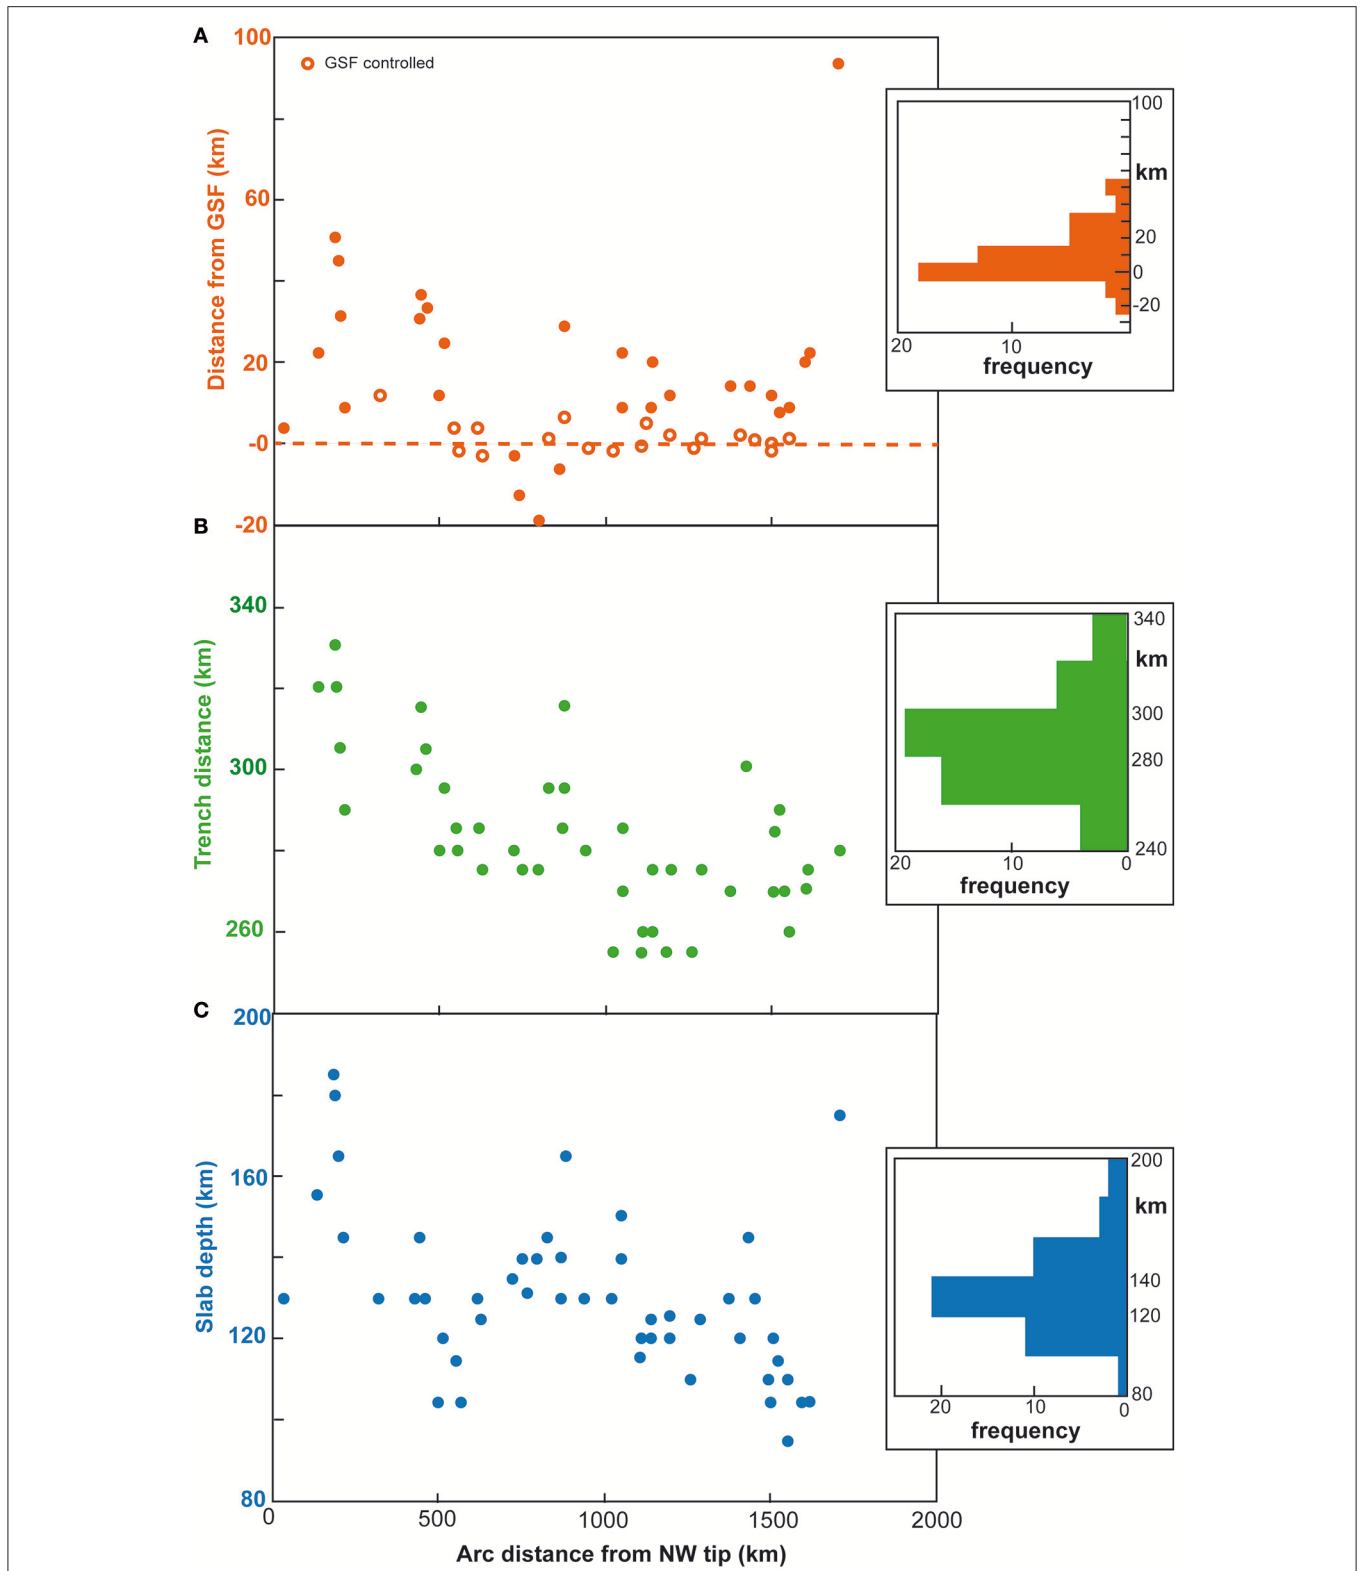 A
100
GSF controlled
60
20
-0
-20
Distance from GSF (km)
100
km
20
0
-20
20
10
frequency
B
340
300
260
Trench distance (km)
340
km
300
280
240
20
10
0
frequency
C
200
160
120
80
Slab depth (km)
200
km
140
120
80
20
10
0
frequency
0
500
1000
1500
2000
Arc distance from NW tip (km)